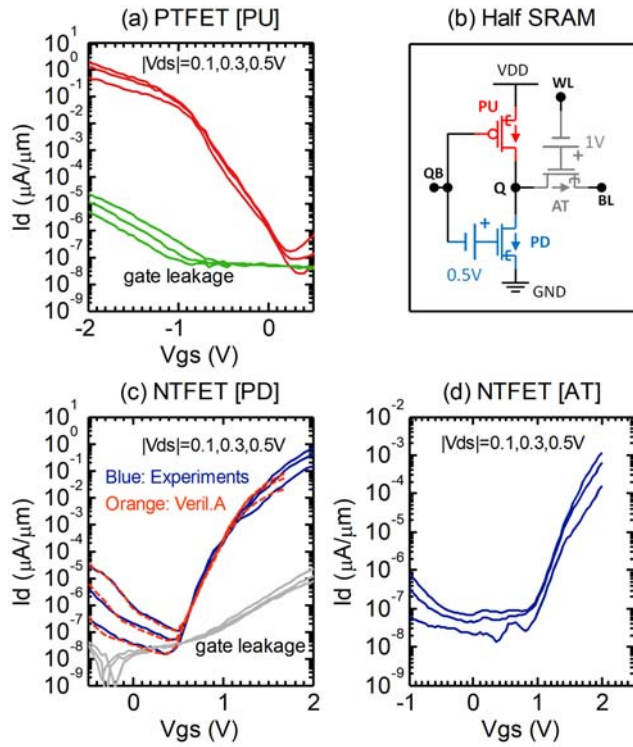 (a) PTFET [PU]
|Vds|=0.1,0.3,0.5V
gate leakage
Id (μA/μm)
10^1
10^0
10^-1
10^-2
10^-3
10^-4
10^-5
10^-6
10^-7
10^-8
-2 -1 0
Vgs (V)
(b) Half SRAM
VDD
WL
PU
1V
QB
Q
AT
BL
PD
0.5V
GND
(c) NTFET [PD]
|Vds|=0.1,0.3,0.5V
Blue: Experiments
Orange: Veril.A
gate leakage
Id (μA/μm)
10^1
10^0
10^-1
10^-2
10^-3
10^-4
10^-5
10^-6
10^-7
10^-8
10^-9
0 1 2
Vgs (V)
(d) NTFET [AT]
|Vds|=0.1,0.3,0.5V
Id (μA/μm)
10^-2
10^-3
10^-4
10^-5
10^-6
10^-7
10^-8
10^-9
-1 0 1 2
Vgs (V)